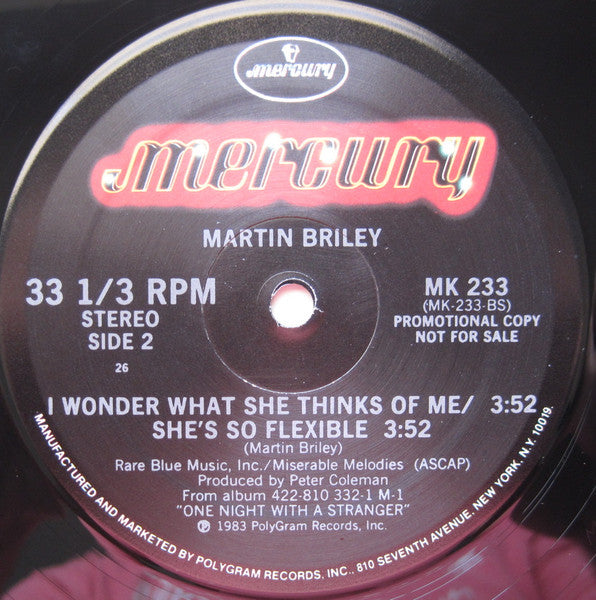 mercury
mercury
MARTIN BRILEY
33 1/3 RPM
STEREO
SIDE 2
26
MK 233
(MK-233-BS)
PROMOTIONAL COPY
NOT FOR SALE
I WONDER WHAT SHE THINKS OF ME/ 3:52
SHE'S SO FLEXIBLE 3:52
(Martin Briley)
Rare Blue Music, Inc./Miserable Melodies (ASCAP)
Produced by Peter Coleman
From album 422-810 332-1 M-1
"ONE NIGHT WITH A STRANGER"
℗ 1983 PolyGram Records, Inc.
MANUFACTURED AND MARKETED BY POLYGRAM RECORDS, INC., 810 SEVENTH AVENUE, NEW YORK, N.Y. 10019.